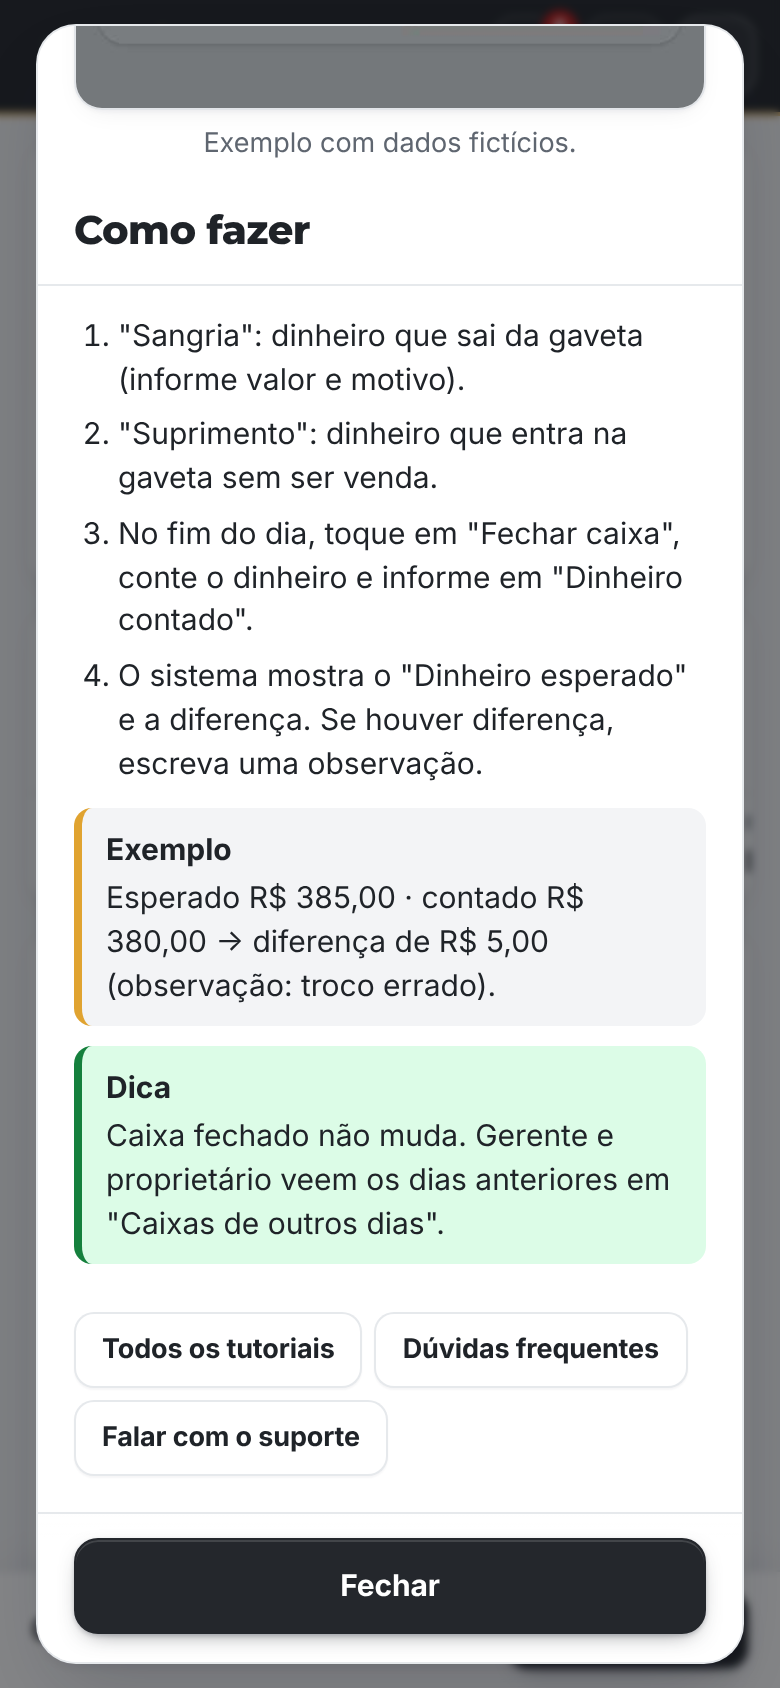 Exemplo com dados fictícios.
Como fazer
1. "Sangria": dinheiro que sai da gaveta
(informe valor e motivo).
2. "Suprimento": dinheiro que entra na
gaveta sem ser venda.
3. No fim do dia, toque em "Fechar caixa",
conte o dinheiro e informe em "Dinheiro
contado".
4. O sistema mostra o "Dinheiro esperado"
e a diferença. Se houver diferença,
escreva uma observação.
Exemplo
Esperado R$ 385,00 · contado R$
380,00 → diferença de R$ 5,00
(observação: troco errado).
Dica
Caixa fechado não muda. Gerente e
proprietário veem os dias anteriores em
"Caixas de outros dias".
Todos os tutoriais
Dúvidas frequentes
Falar com o suporte
Fechar